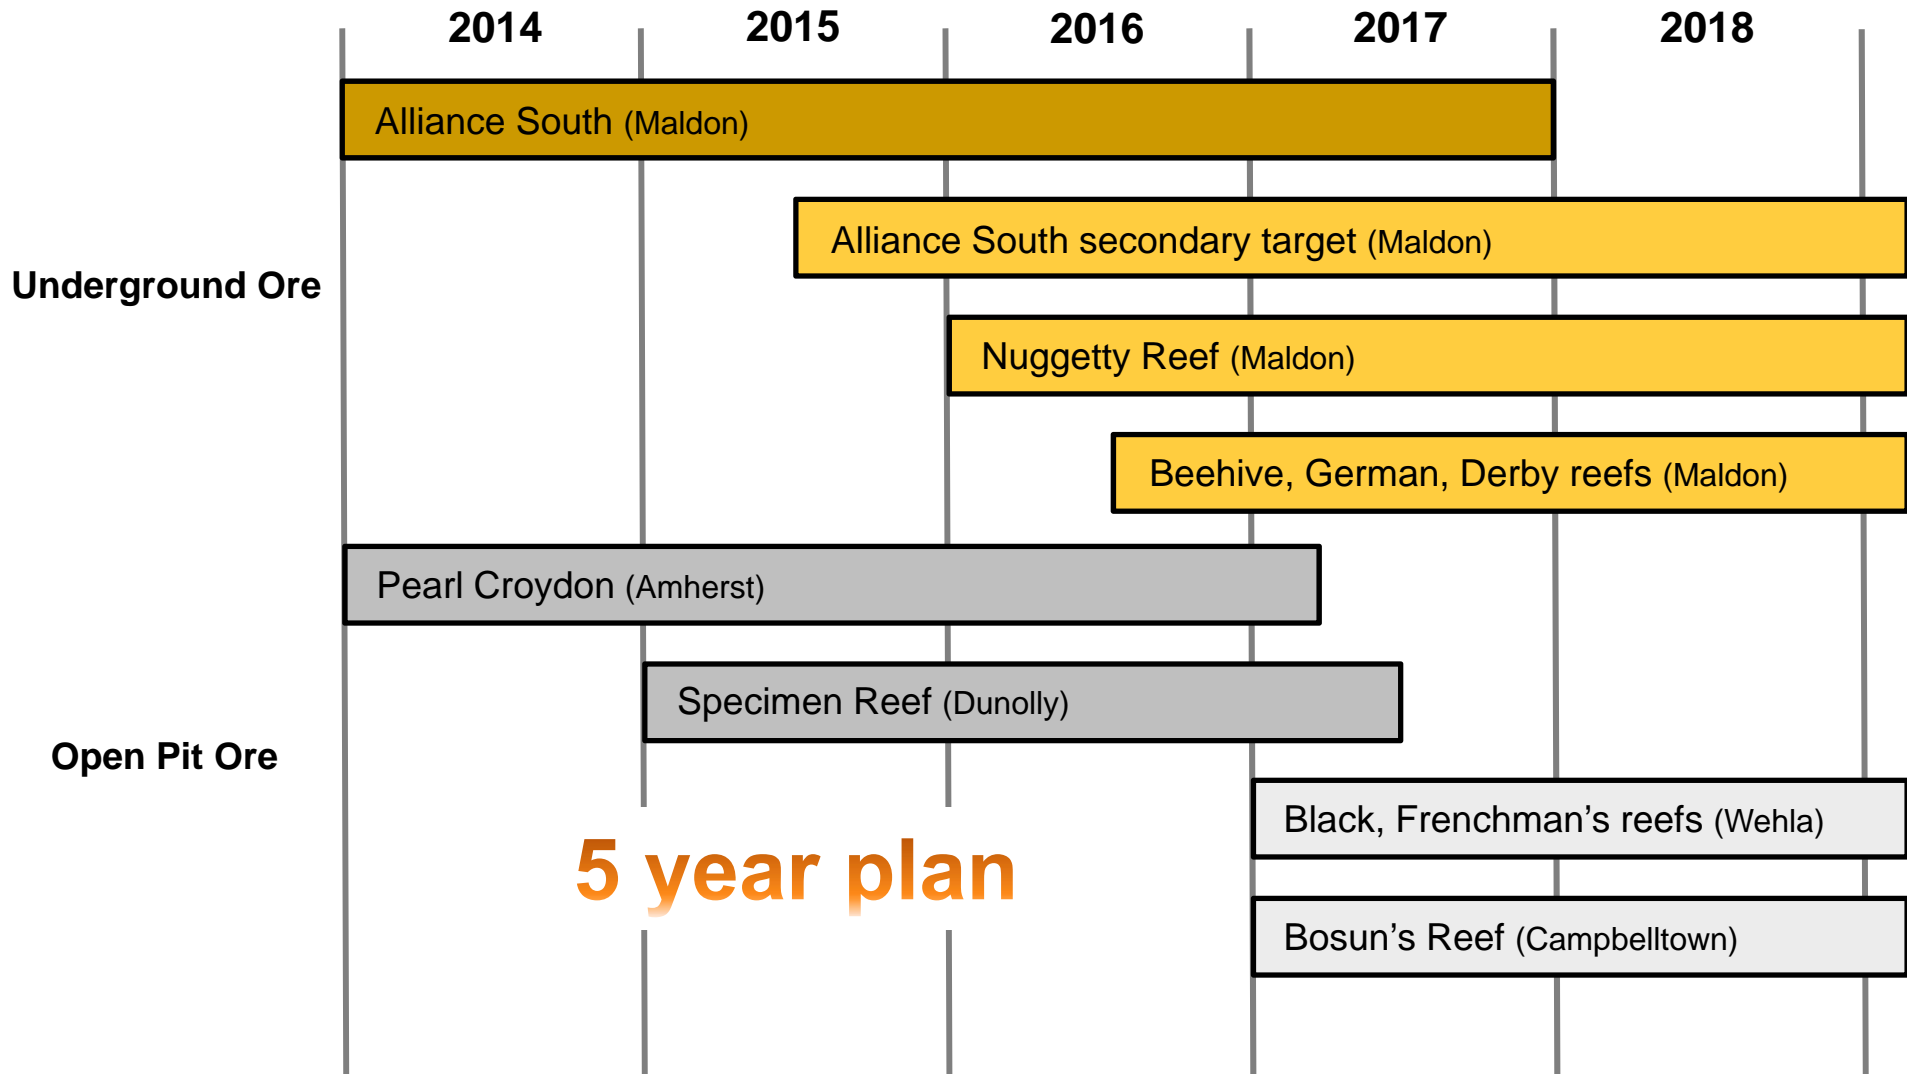 2014 2015 2016 2017 2018
Alliance South (Maldon)
Alliance South secondary target (Maldon)
Underground Ore
Nuggetty Reef (Maldon)
Beehive, German, Derby reefs (Maldon)
Pearl Croydon (Amherst)
Specimen Reef (Dunolly)
Open Pit Ore
Black, Frenchman’s reefs (Wehla)
5 year plan
Bosun’s Reef (Campbelltown)